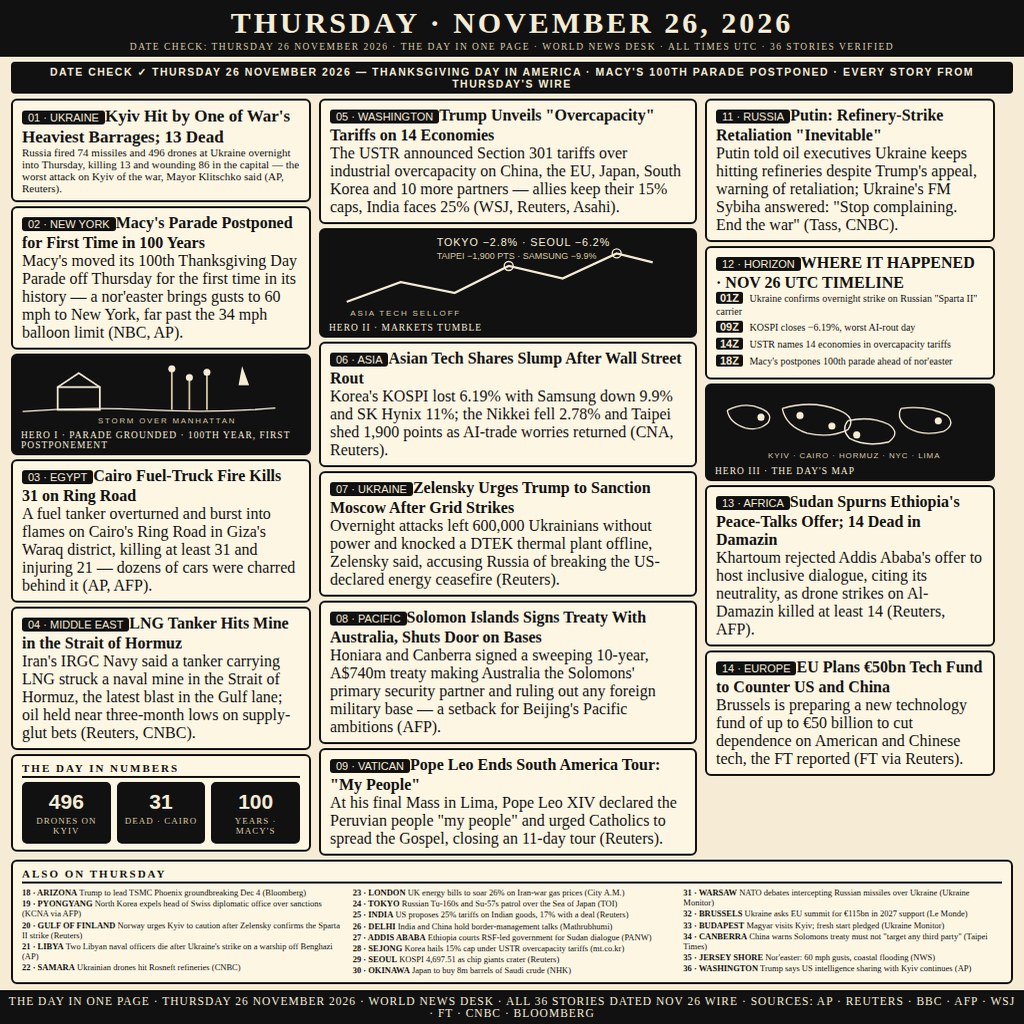 THURSDAY · NOVEMBER 26, 2026
DATE CHECK: THURSDAY 26 NOVEMBER 2026 · THE DAY IN ONE PAGE · WORLD NEWS DESK · ALL TIMES UTC · 36 STORIES VERIFIED
DATE CHECK ✓ THURSDAY 26 NOVEMBER 2026 — THANKSGIVING DAY IN AMERICA · MACY'S 100TH PARADE POSTPONED · EVERY STORY FROM
THURSDAY'S WIRE
01 · UKRAINE Kyiv Hit by One of War's
Heaviest Barrages; 13 Dead
Russia fired 74 missiles and 496 drones at Ukraine overnight
into Thursday, killing 13 and wounding 86 in the capital — the
worst attack on Kyiv of the war, Mayor Klitschko said (AP,
Reuters).
02 · NEW YORK Macy's Parade Postponed
for First Time in 100 Years
Macy's moved its 100th Thanksgiving Day
Parade off Thursday for the first time in its
history — a nor'easter brings gusts to 60
mph to New York, far past the 34 mph
balloon limit (NBC, AP).
STORM OVER MANHATTAN
HERO I · PARADE GROUNDED · 100TH YEAR, FIRST
POSTPONEMENT
03 · EGYPT Cairo Fuel-Truck Fire Kills
31 on Ring Road
A fuel tanker overturned and burst into
flames on Cairo's Ring Road in Giza's
Waraq district, killing at least 31 and
injuring 21 — dozens of cars were charred
behind it (AP, AFP).
04 · MIDDLE EAST LNG Tanker Hits Mine
in the Strait of Hormuz
Iran's IRGC Navy said a tanker carrying
LNG struck a naval mine in the Strait of
Hormuz, the latest blast in the Gulf lane;
oil held near three-month lows on supply-
glut bets (Reuters, CNBC).
THE DAY IN NUMBERS
496
DRONES ON
KYIV
31
DEAD · CAIRO
100
YEARS ·
MACY'S
05 · WASHINGTON Trump Unveils "Overcapacity"
Tariffs on 14 Economies
The USTR announced Section 301 tariffs over
industrial overcapacity on China, the EU, Japan, South
Korea and 10 more partners — allies keep their 15%
caps, India faces 25% (WSJ, Reuters, Asahi).
TOKYO −2.8% · SEOUL −6.2%
TAIPEI −1,900 PTS · SAMSUNG −9.9%
ASIA TECH SELLOFF
HERO II · MARKETS TUMBLE
06 · ASIA Asian Tech Shares Slump After Wall Street
Rout
Korea's KOSPI lost 6.19% with Samsung down 9.9%
and SK Hynix 11%; the Nikkei fell 2.78% and Taipei
shed 1,900 points as AI-trade worries returned (CNA,
Reuters).
07 · UKRAINE Zelensky Urges Trump to Sanction
Moscow After Grid Strikes
Overnight attacks left 600,000 Ukrainians without
power and knocked a DTEK thermal plant offline,
Zelensky said, accusing Russia of breaking the US-
declared energy ceasefire (Reuters).
08 · PACIFIC Solomon Islands Signs Treaty With
Australia, Shuts Door on Bases
Honiara and Canberra signed a sweeping 10-year,
A$740m treaty making Australia the Solomons'
primary security partner and ruling out any foreign
military base — a setback for Beijing's Pacific
ambitions (AFP).
09 · VATICAN Pope Leo Ends South America Tour:
"My People"
At his final Mass in Lima, Pope Leo XIV declared the
Peruvian people "my people" and urged Catholics to
spread the Gospel, closing an 11-day tour (Reuters).
11 · RUSSIA Putin: Refinery-Strike
Retaliation "Inevitable"
Putin told oil executives Ukraine keeps
hitting refineries despite Trump's appeal,
warning of retaliation; Ukraine's FM
Sybiha answered: "Stop complaining.
End the war" (Tass, CNBC).
12 · HORIZON WHERE IT HAPPENED
· NOV 26 UTC TIMELINE
01Z Ukraine confirms overnight strike on Russian "Sparta II"
carrier
09Z KOSPI closes −6.19%, worst AI-rout day
14Z USTR names 14 economies in overcapacity tariffs
18Z Macy's postpones 100th parade ahead of nor'easter
KYIV · CAIRO · HORMUZ · NYC · LIMA
HERO III · THE DAY'S MAP
13 · AFRICA Sudan Spurns Ethiopia's
Peace-Talks Offer; 14 Dead in
Damazin
Khartoum rejected Addis Ababa's offer to
host inclusive dialogue, citing its
neutrality, as drone strikes on Al-
Damazin killed at least 14 (Reuters,
AFP).
14 · EUROPE EU Plans €50bn Tech Fund
to Counter US and China
Brussels is preparing a new technology
fund of up to €50 billion to cut
dependence on American and Chinese
tech, the FT reported (FT via Reuters).
ALSO ON THURSDAY
18 · ARIZONA Trump to lead TSMC Phoenix groundbreaking Dec 4 (Bloomberg)
19 · PYONGYANG North Korea expels head of Swiss diplomatic office over sanctions
(KCNA via AFP)
20 · GULF OF FINLAND Norway urges Kyiv to caution after Zelensky confirms the Sparta
II strike (Reuters)
21 · LIBYA Two Libyan naval officers die after Ukraine's strike on a warship off Benghazi
(AP)
22 · SAMARA Ukrainian drones hit Rosneft refineries (CNBC)
23 · LONDON UK energy bills to soar 26% on Iran-war gas prices (City A.M.)
24 · TOKYO Russian Tu-160s and Su-57s patrol over the Sea of Japan (TOI)
25 · INDIA US proposes 25% tariffs on Indian goods, 17% with a deal (Reuters)
26 · DELHI India and China hold border-management talks (Mathrubhumi)
27 · ADDIS ABABA Ethiopia courts RSF-led government for Sudan dialogue (PANW)
28 · SEJONG Korea hails 15% cap under USTR overcapacity tariffs (mt.co.kr)
29 · SEOUL KOSPI 4,697.51 as chip giants crater (Reuters)
30 · OKINAWA Japan to buy 8m barrels of Saudi crude (NHK)
31 · WARSAW NATO debates intercepting Russian missiles over Ukraine (Ukraine
Monitor)
32 · BRUSSELS Ukraine asks EU summit for €115bn in 2027 support (Le Monde)
33 · BUDAPEST Magyar visits Kyiv; fresh start pledged (Ukraine Monitor)
34 · CANBERRA China warns Solomons treaty must not "target any third party" (Taipei
Times)
35 · JERSEY SHORE Nor'easter: 60 mph gusts, coastal flooding (NWS)
36 · WASHINGTON Trump says US intelligence sharing with Kyiv continues (AP)
THE DAY IN ONE PAGE · THURSDAY 26 NOVEMBER 2026 · WORLD NEWS DESK · ALL 36 STORIES DATED NOV 26 WIRE · SOURCES: AP · REUTERS · BBC · AFP · WSJ
· FT · CNBC · BLOOMBERG